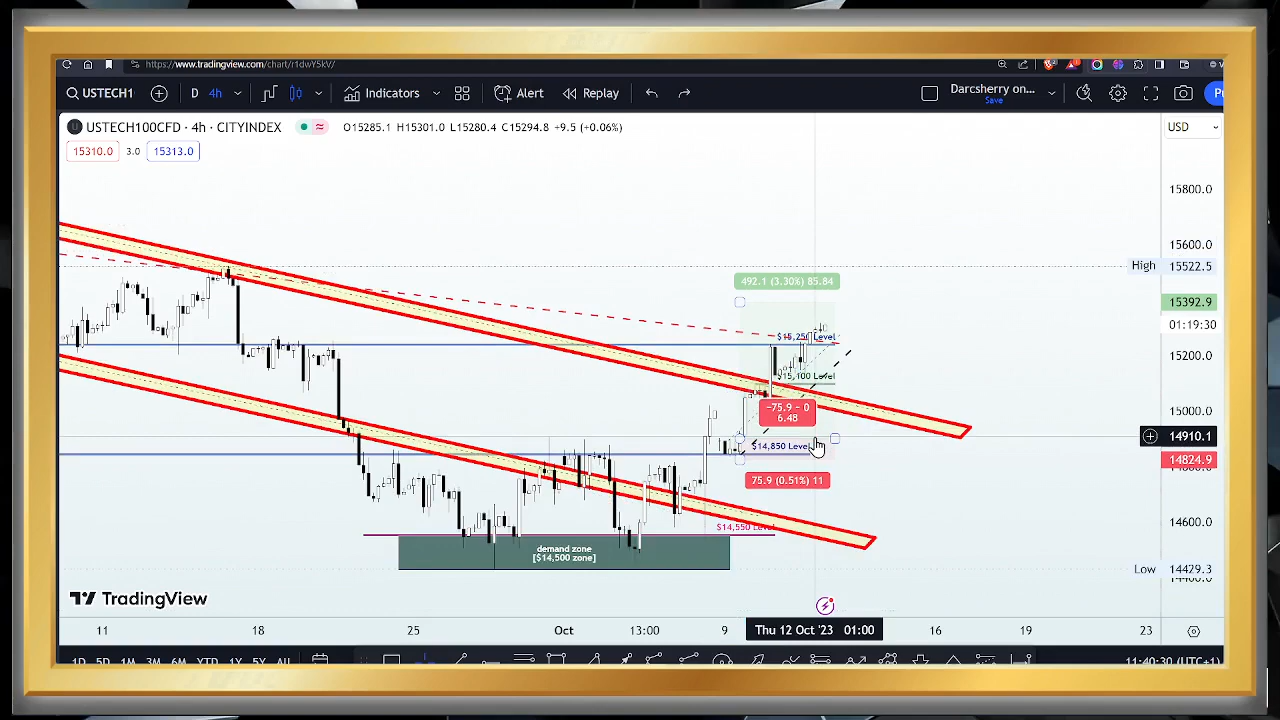 https://www.tradingview.com/chart/r1dwY5kV/
USTECH1
D
4h
Indicators
Alert
Replay
Darcsherry on...
Save
USTECH100CFD · 4h · CITYINDEX
O15285.1 H15301.0 L15280.4 C15294.8 +9.5 (+0.06%)
USD
15310.0
3.0
15313.0
15800.0
15600.0
High 15522.5
492.1 (3.30%) 85.84
15392.9
01:19:30
$15,250 Level
15200.0
$15,100 Level
15000.0
−75.9 ~ 0
6.48
14910.1
$14,850 Level
14824.9
75.9 (0.51%) 11
14600.0
$14,550 Level
demand zone
[$14,500 zone]
Low 14429.3
TradingView
11
18
25
Oct
13:00
9
Thu 12 Oct '23 01:00
16
19
23
1D 5D 1M 3M 6M YTD 1Y 5Y All
11:40:30 (UTC+1)